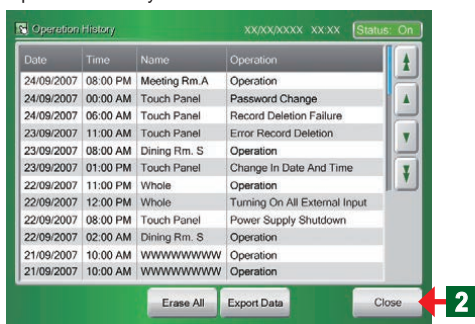 Operation History XX/XX/XXXX XX:XX Status: On
Date Time Name Operation
24/09/2007 08:00 PM Meeting Rm.A Operation
24/09/2007 00:00 AM Touch Panel Password Change
24/09/2007 06:00 AM Touch Panel Record Deletion Failure
23/09/2007 11:00 AM Touch Panel Error Record Deletion
23/09/2007 08:00 AM Dining Rm. S Operation
23/09/2007 01:00 PM Touch Panel Change In Date And Time
22/09/2007 11:00 PM Whole Operation
22/09/2007 12:00 PM Whole Turning On All External Input
22/09/2007 08:00 PM Touch Panel Power Supply Shutdown
22/09/2007 02:00 AM Dining Rm. S Operation
21/09/2007 10:00 AM WWWWWWWW Operation
21/09/2007 10:00 AM WWWWWWWW Operation
Erase All Export Data Close 2